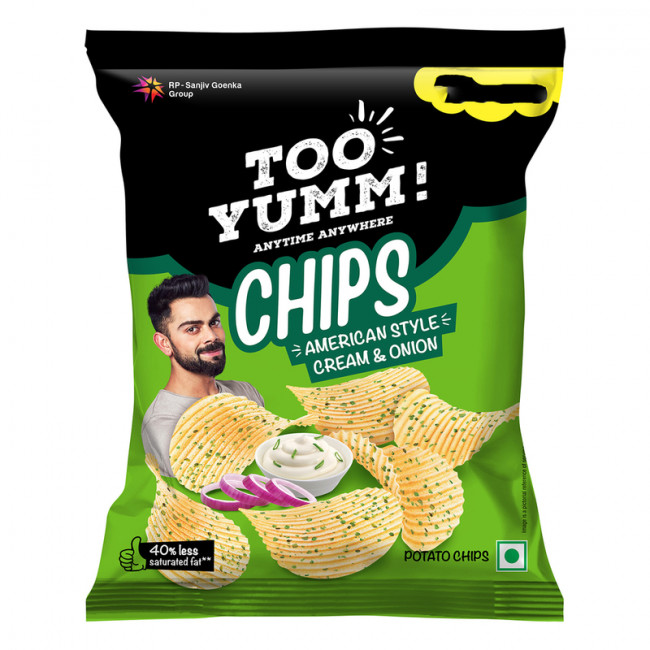 RP-Sanjiv Goenka
Group
TOO
YUMM!
ANYTIME ANYWHERE
CHIPS
AMERICAN STYLE
CREAM & ONION
40% less
saturated fat**
POTATO CHIPS